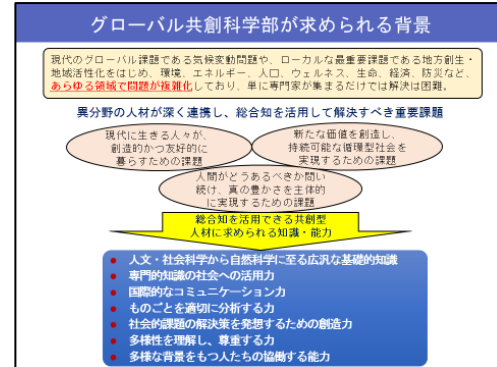 グローバル共創科学部が求められる背景
現代のグローバル課題である気候変動問題や、ローカルな最重要課題である地方創生・
地域活性化をはじめ、環境、エネルギー、人口、ウェルネス、生命、経済、防災など、
あらゆる領域で問題が複雑化しており、単に専門家が集まるだけでは解決は困難。
異分野の人材が深く連携し、総合知を活用して解決すべき重要課題
現代に生きる人々が、
創造的かつ友好的に
暮らすための課題
新たな価値を創造し、
持続可能な循環型社会を
実現するための課題
人間がどうあるべきか問い
続け、真の豊かさを主体的
に実現するための課題
総合知を活用できる共創型
人材に求められる知識・能力
● 人文・社会科学から自然科学に至る広汎な基礎的知識
● 専門的知識の社会への活用力
● 国際的なコミュニケーション力
● ものごとを適切に分析する力
● 社会的課題の解決策を発想するための創造力
● 多様性を理解し、尊重する力
● 多様な背景をもつ人たちの協働する能力